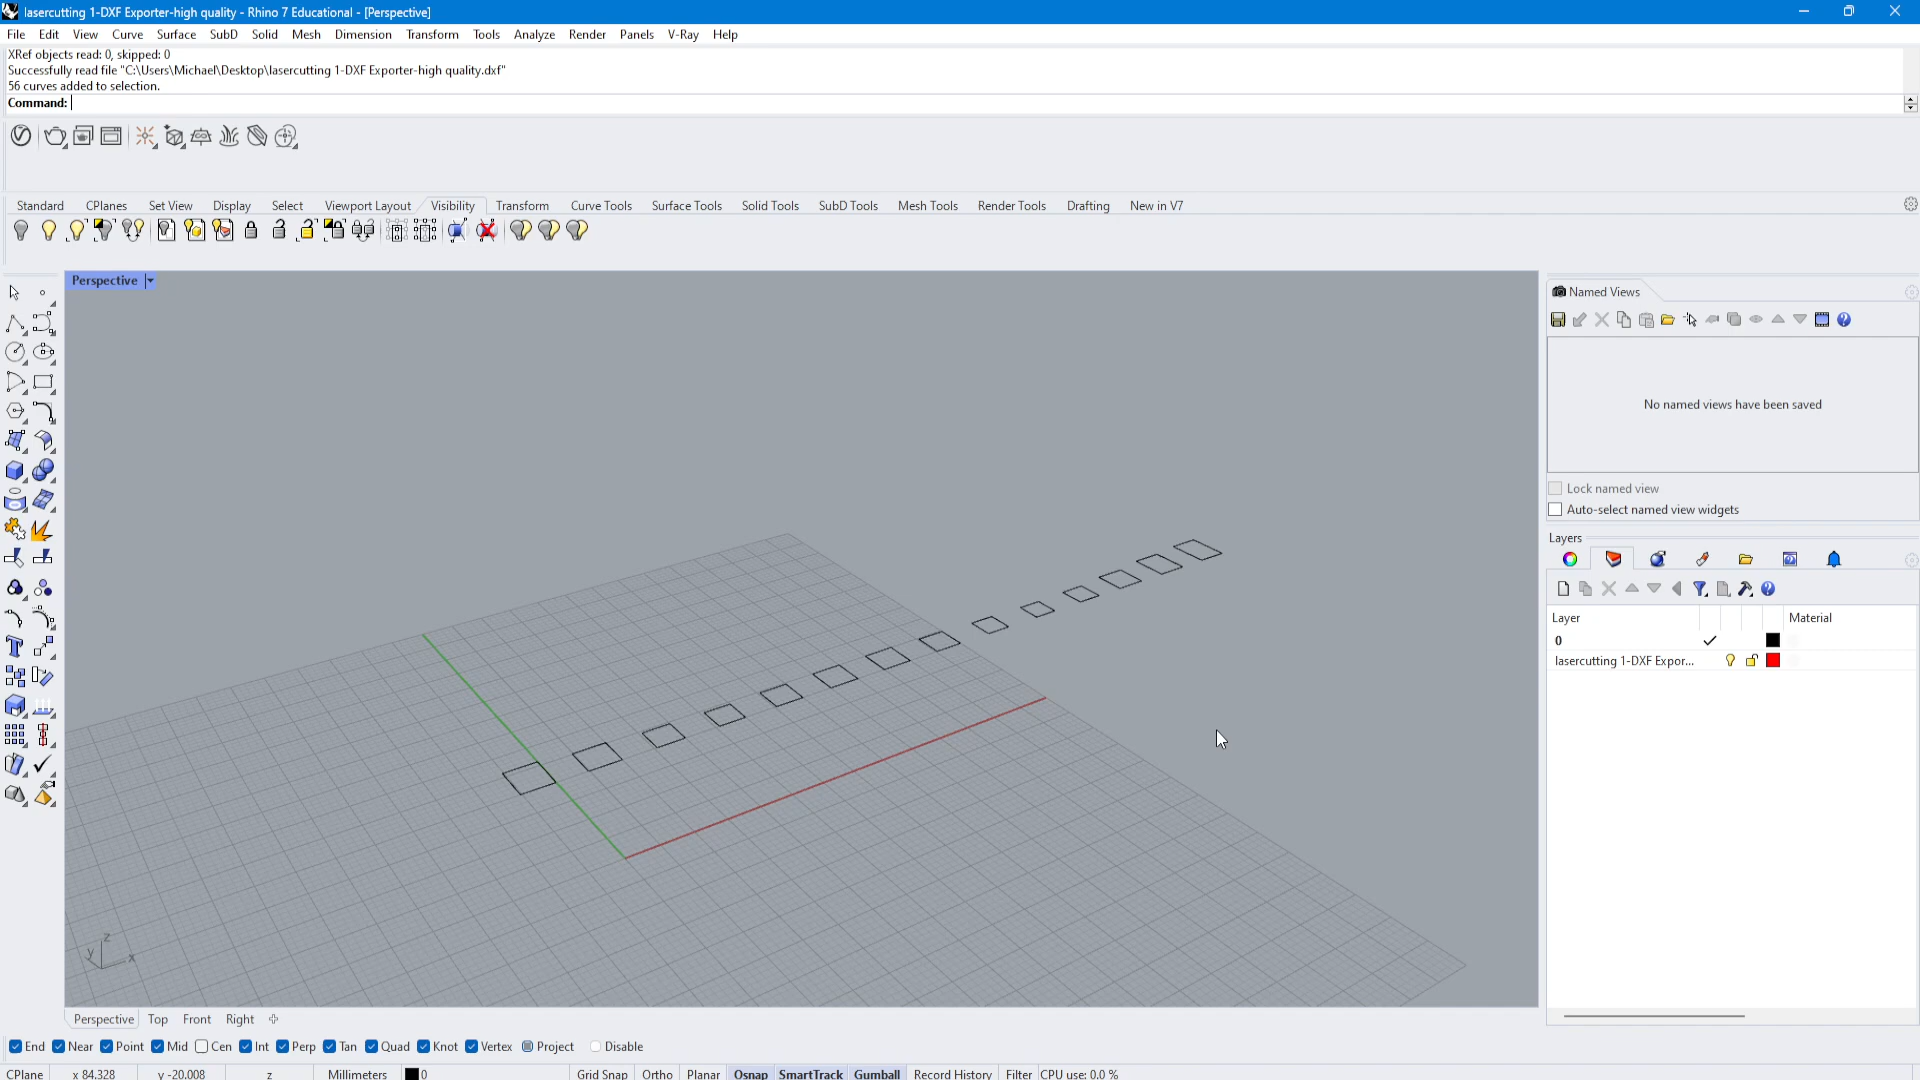 lasercutting 1-DXF Exporter-high quality - Rhino 7 Educational - [Perspective]
File Edit View Curve Surface SubD Solid Mesh Dimension Transform Tools Analyze Render Panels V-Ray Help
XRef objects read: 0, skipped: 0
Successfully read file "C:\Users\Michael\Desktop\lasercutting 1-DXF Exporter-high quality.dxf"
56 curves added to selection.
Command:
Standard CPlanes Set View Display Select Viewport Layout Visibility Transform Curve Tools Surface Tools Solid Tools SubD Tools Mesh Tools Render Tools Drafting New in V7
Perspective
Named Views
No named views have been saved
Lock named view
Auto-select named view widgets
Layers
Layer Material
0
lasercutting 1-DXF Expor...
z
y
x
Perspective Top Front Right
End Near Point Mid Cen Int Perp Tan Quad Knot Vertex Project Disable
CPlane x 84.328 y -20.008 z Millimeters 0 Grid Snap Ortho Planar Osnap SmartTrack Gumball Record History Filter CPU use: 0.0 %